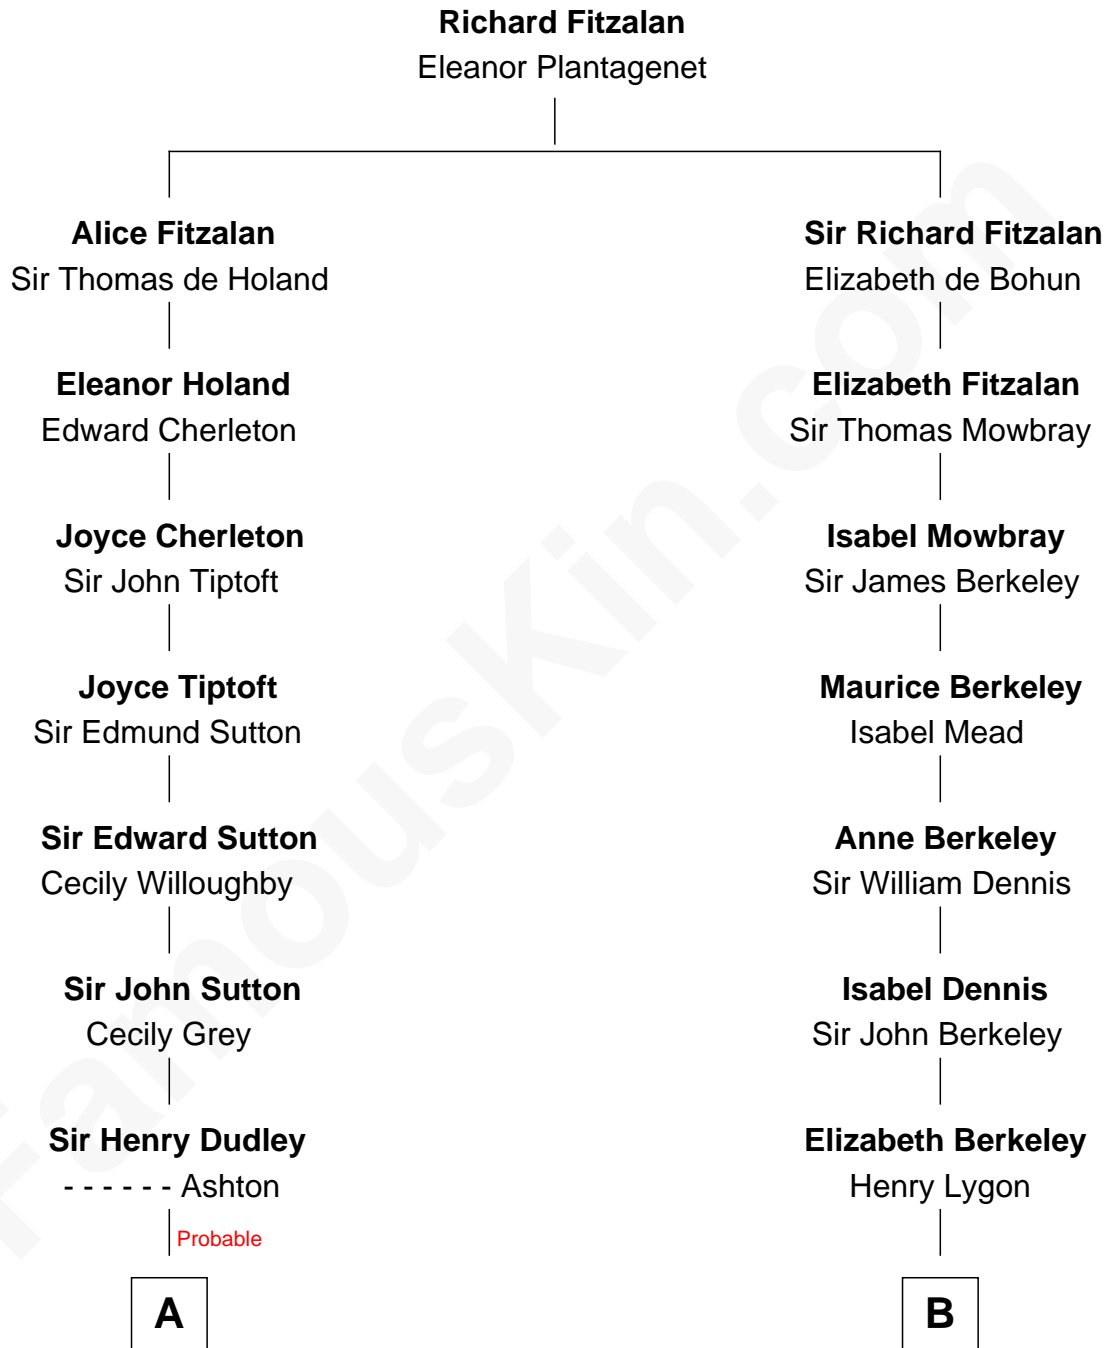 Richard Fitzalan
Eleanor Plantagenet
Alice Fitzalan
Sir Thomas de Holand
Sir Richard Fitzalan
Elizabeth de Bohun
Eleanor Holand
Edward Cherleton
Elizabeth Fitzalan
Sir Thomas Mowbray
Joyce Cherleton
Sir John Tiptoft
Isabel Mowbray
Sir James Berkeley
Joyce Tiptoft
Sir Edmund Sutton
Maurice Berkeley
Isabel Mead
Sir Edward Sutton
Cecily Willoughby
Anne Berkeley
Sir William Dennis
Sir John Sutton
Cecily Grey
Isabel Dennis
Sir John Berkeley
Sir Henry Dudley
- - - - - - Ashton
Elizabeth Berkeley
Henry Lygon
Probable
A
B
FamousKin.com